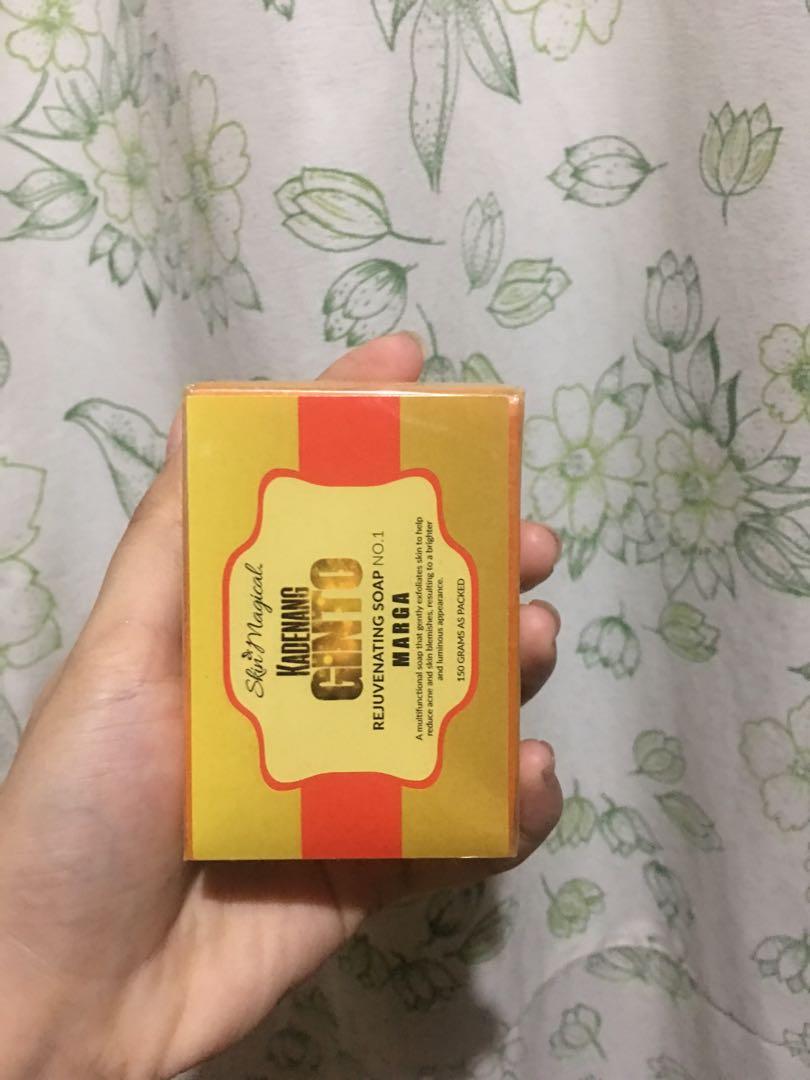 Skin Magical.
KADENANG
GINTO
REJUVENATING SOAP NO.1
MARGA
A multifunctional soap that gently exfoliates skin to help
reduce acne and skin blemishes, resulting to a brighter
and luminous appearance.
150 GRAMS AS PACKED